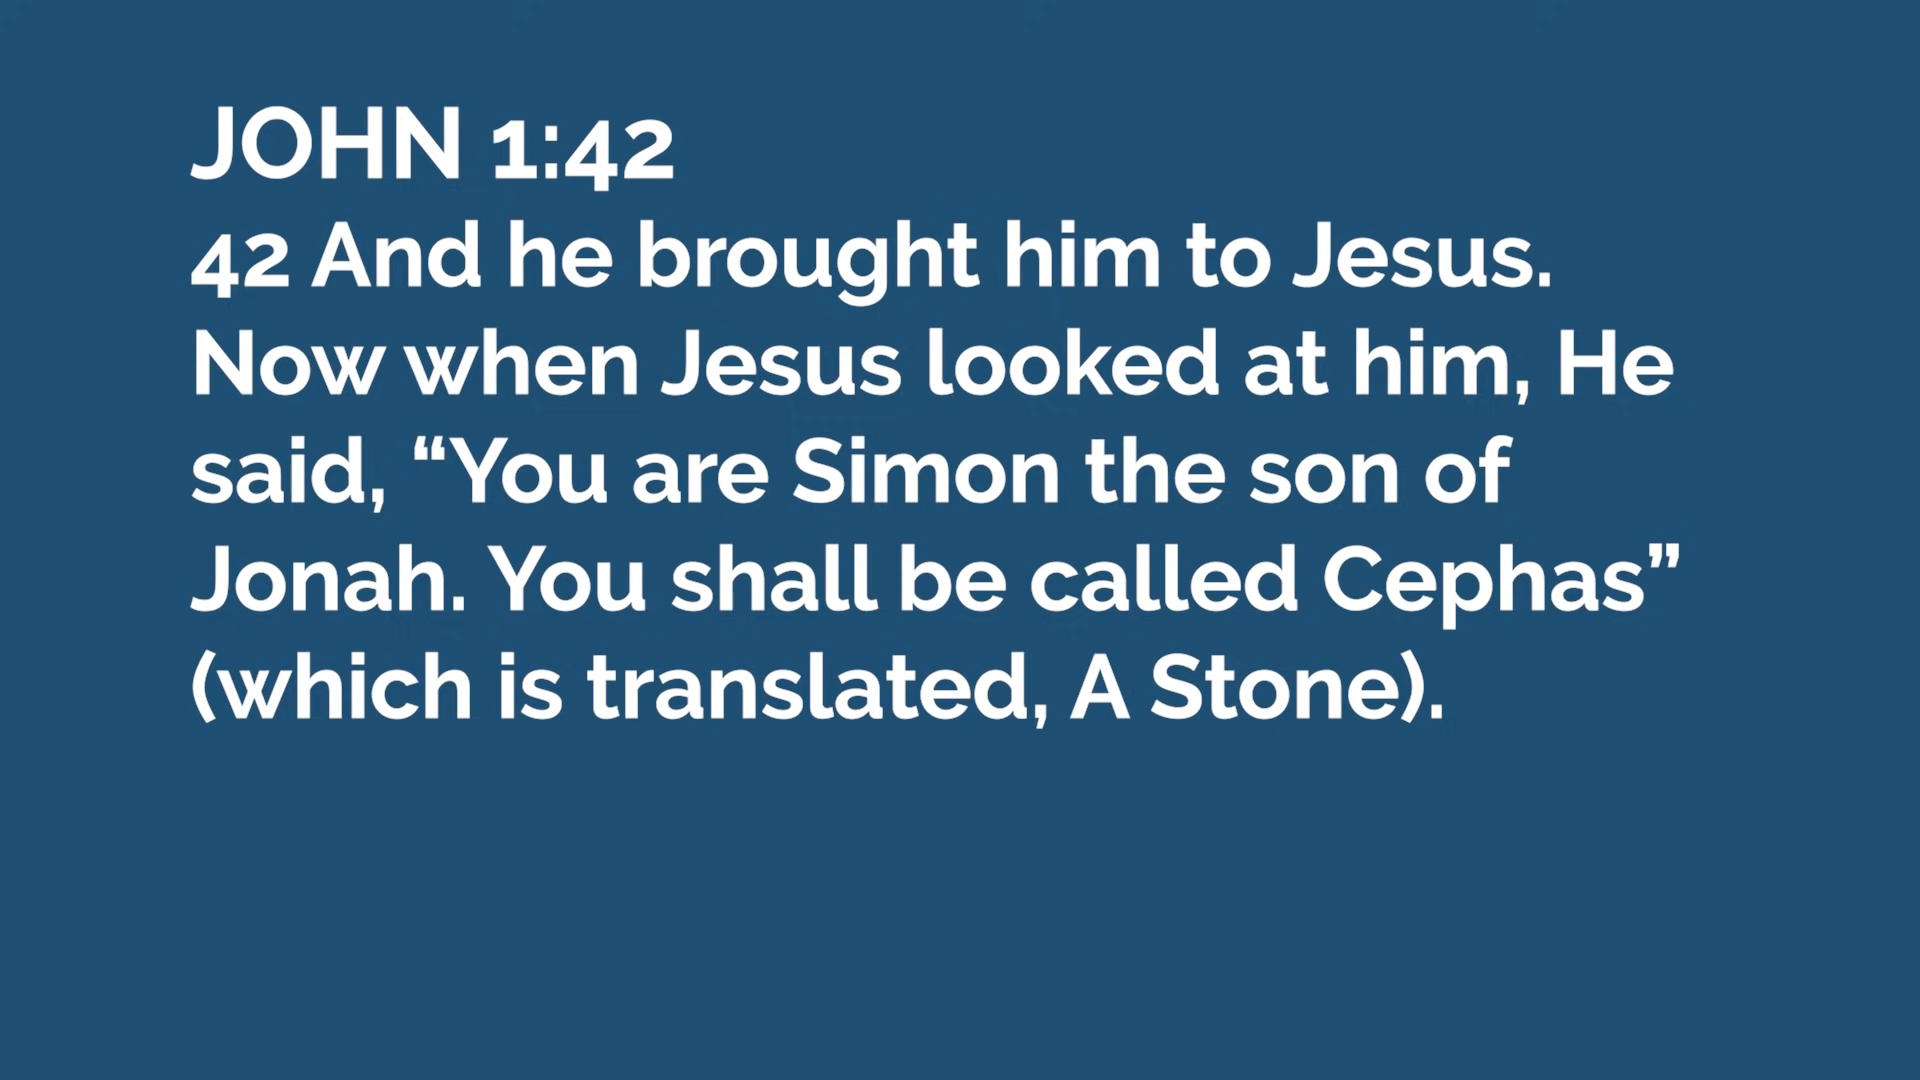 JOHN 1:42
42 And he brought him to Jesus.
Now when Jesus looked at him, He
said, “You are Simon the son of
Jonah. You shall be called Cephas”
(which is translated, A Stone).